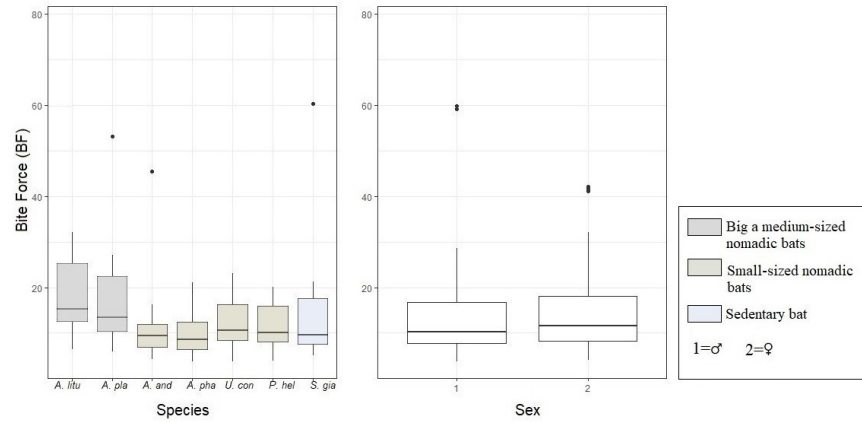 80
60
40
20
Bite Force (BF)
A. litu A. pla A. and A. pha U. con P. hel S. gia
Species
80
60
40
20
1 2
Sex
Big a medium-sized
nomadic bats
Small-sized nomadic
bats
Sedentary bat
1=♂ 2=♀